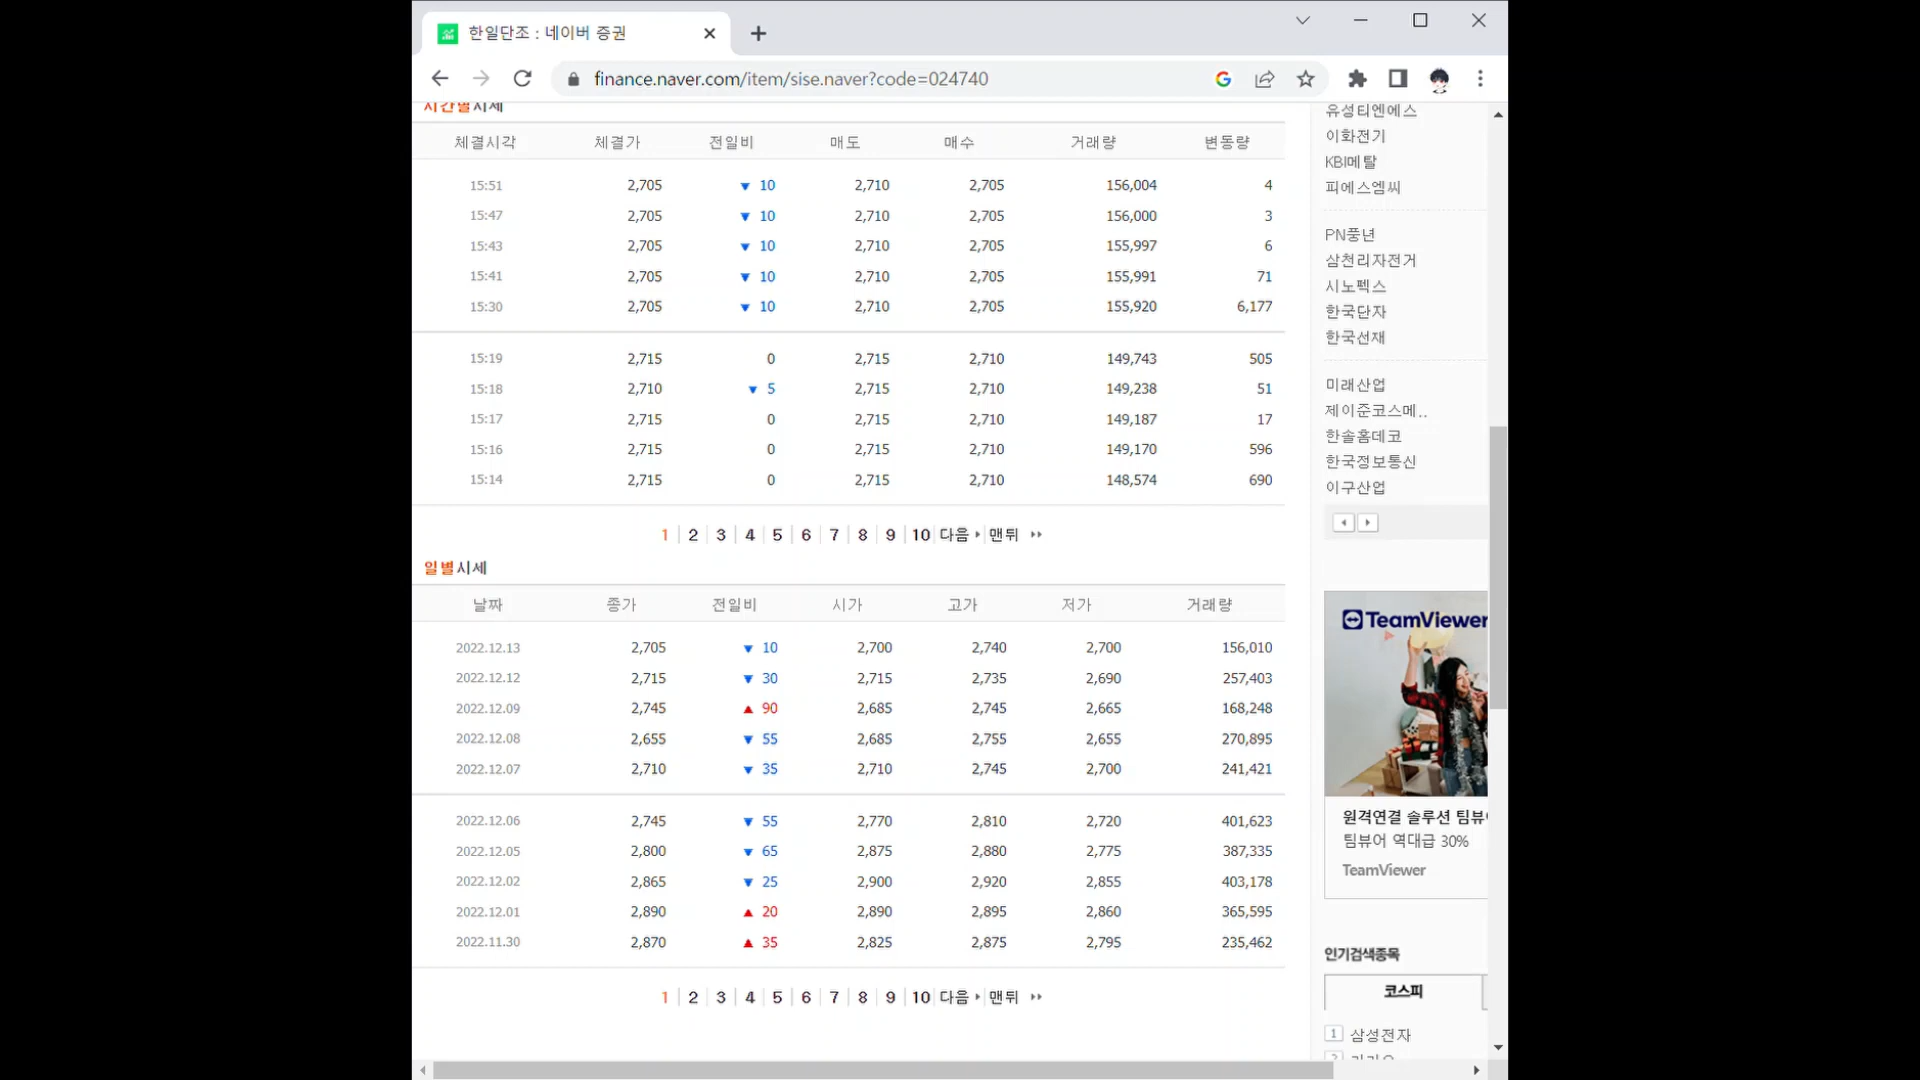 한일단조 : 네이버 증권
finance.naver.com/item/sise.naver?code=024740
시간별시세
체결시각 체결가 전일비 매도 매수 거래량 변동량
15:51 2,705 ▼ 10 2,710 2,705 156,004 4
15:47 2,705 ▼ 10 2,710 2,705 156,000 3
15:43 2,705 ▼ 10 2,710 2,705 155,997 6
15:41 2,705 ▼ 10 2,710 2,705 155,991 71
15:30 2,705 ▼ 10 2,710 2,705 155,920 6,177
15:19 2,715 0 2,715 2,710 149,743 505
15:18 2,710 ▼ 5 2,715 2,710 149,238 51
15:17 2,715 0 2,715 2,710 149,187 17
15:16 2,715 0 2,715 2,710 149,170 596
15:14 2,715 0 2,715 2,710 148,574 690
1 2 3 4 5 6 7 8 9 10 다음 맨뒤
일별시세
날짜 종가 전일비 시가 고가 저가 거래량
2022.12.13 2,705 ▼ 10 2,700 2,740 2,700 156,010
2022.12.12 2,715 ▼ 30 2,715 2,735 2,690 257,403
2022.12.09 2,745 ▲ 90 2,685 2,745 2,665 168,248
2022.12.08 2,655 ▼ 55 2,685 2,755 2,655 270,895
2022.12.07 2,710 ▼ 35 2,710 2,745 2,700 241,421
2022.12.06 2,745 ▼ 55 2,770 2,810 2,720 401,623
2022.12.05 2,800 ▼ 65 2,875 2,880 2,775 387,335
2022.12.02 2,865 ▼ 25 2,900 2,920 2,855 403,178
2022.12.01 2,890 ▲ 20 2,890 2,895 2,860 365,595
2022.11.30 2,870 ▲ 35 2,825 2,875 2,795 235,462
1 2 3 4 5 6 7 8 9 10 다음 맨뒤
유성티엔에스
이화전기
KBI메탈
피에스엠씨
PN풍년
삼천리자전거
시노펙스
한국단자
한국선재
미래산업
제이준코스메..
한솔홈데코
한국정보통신
이구산업
TeamViewer
원격연결 솔루션 팀뷰
팀뷰어 역대급 30%
TeamViewer
인기검색종목
코스피
1 삼성전자